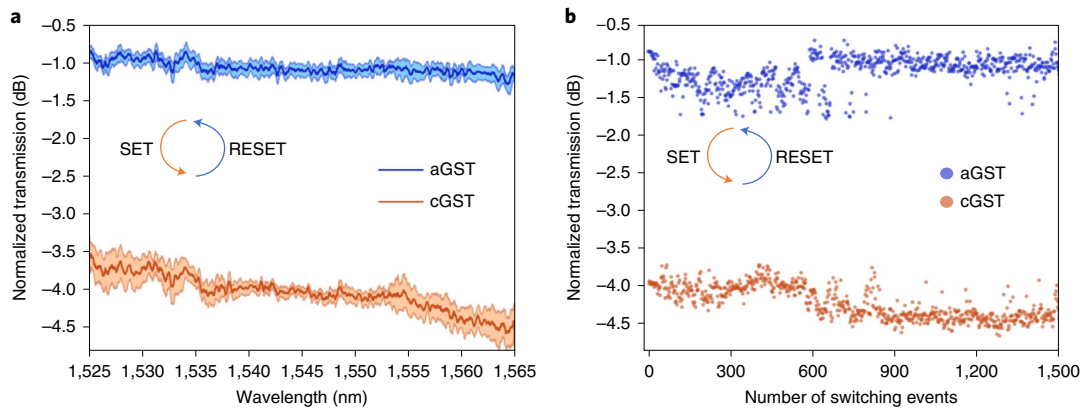 a
Normalized transmission (dB)
–0.5
–1.0
–1.5
–2.0
–2.5
–3.0
–3.5
–4.0
–4.5
SET
RESET
aGST
cGST
1,525 1,530 1,535 1,540 1,545 1,550 1,555 1,560 1,565
Wavelength (nm)
b
Normalized transmission (dB)
–0.5
–1.0
–1.5
–2.0
–2.5
–3.0
–3.5
–4.0
–4.5
SET
RESET
aGST
cGST
0 300 600 900 1,200 1,500
Number of switching events